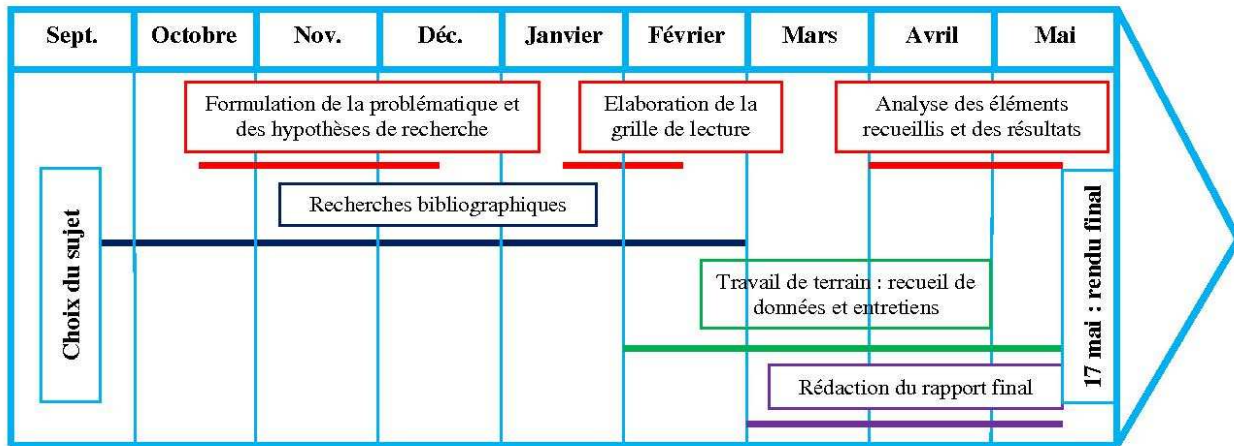 Sept. Octobre Nov. Déc. Janvier Février Mars Avril Mai
Formulation de la problématique et
des hypothèses de recherche
Elaboration de la
grille de lecture
Analyse des éléments
recueillis et des résultats
Choix du sujet
Recherches bibliographiques
Travail de terrain : recueil de
données et entretiens
Rédaction du rapport final
17 mai : rendu final